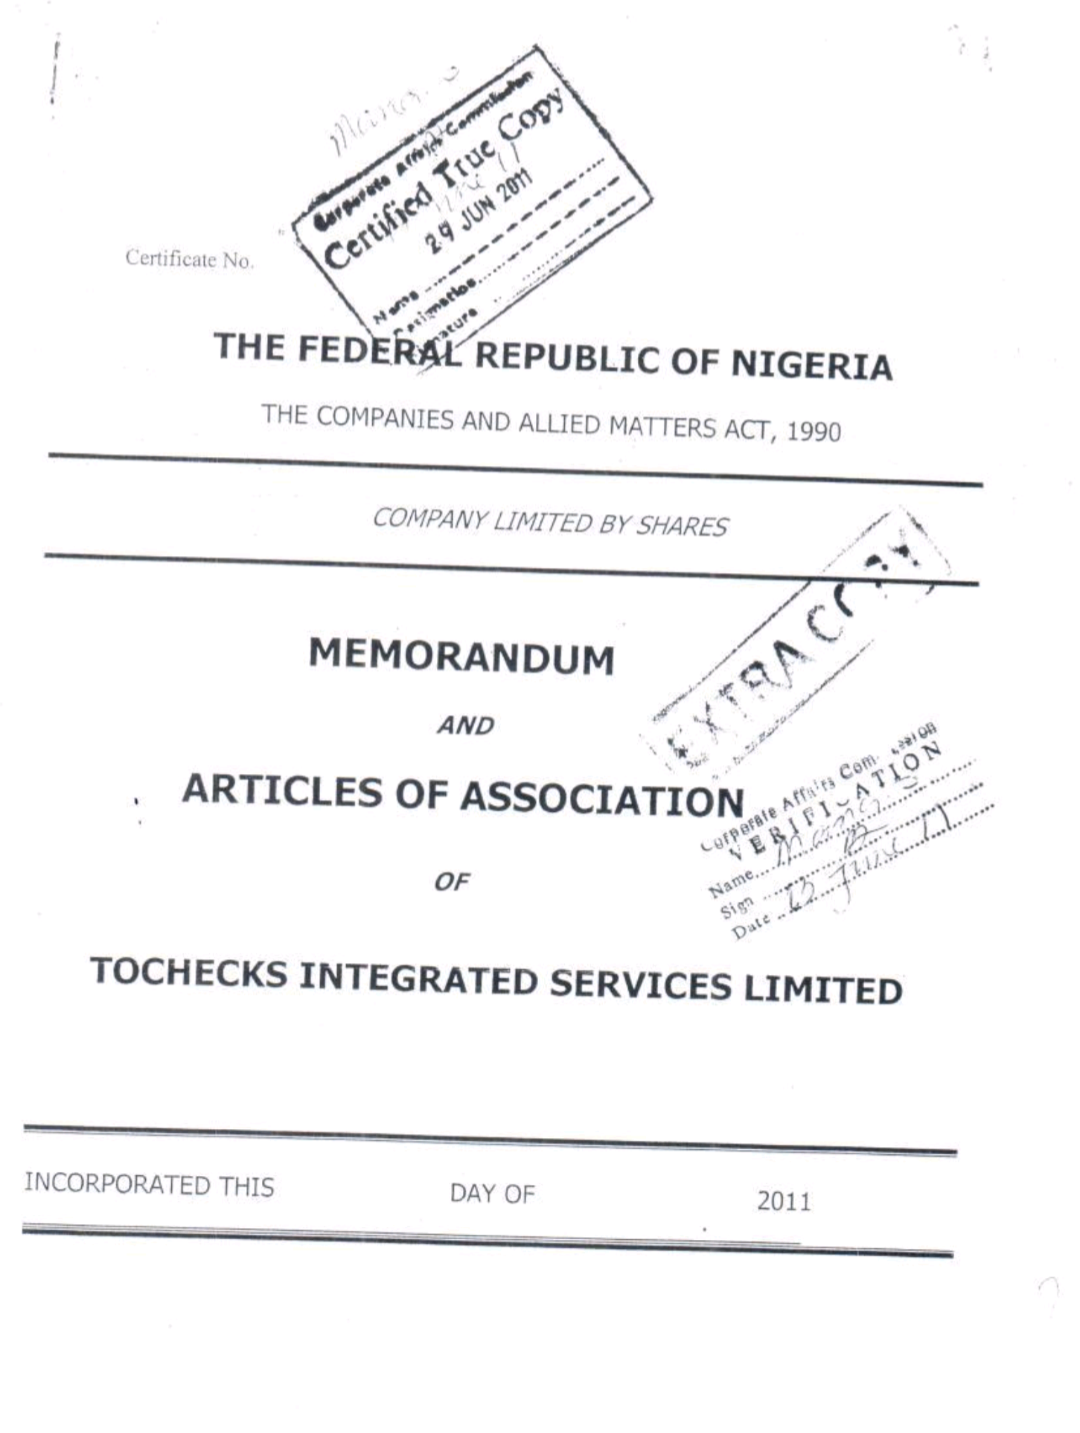 Corporate Affairs Commission
Certified True Copy
29 JUN 2011
Name
Designation
Signature
Certificate No.
THE FEDERAL REPUBLIC OF NIGERIA
THE COMPANIES AND ALLIED MATTERS ACT, 1990
COMPANY LIMITED BY SHARES
EXTRA COPY
MEMORANDUM
AND
ARTICLES OF ASSOCIATION
Corporate Affairs Com.
VERIFICATION
Name
Sign
Date
OF
TOCHECKS INTEGRATED SERVICES LIMITED
INCORPORATED THIS DAY OF 2011